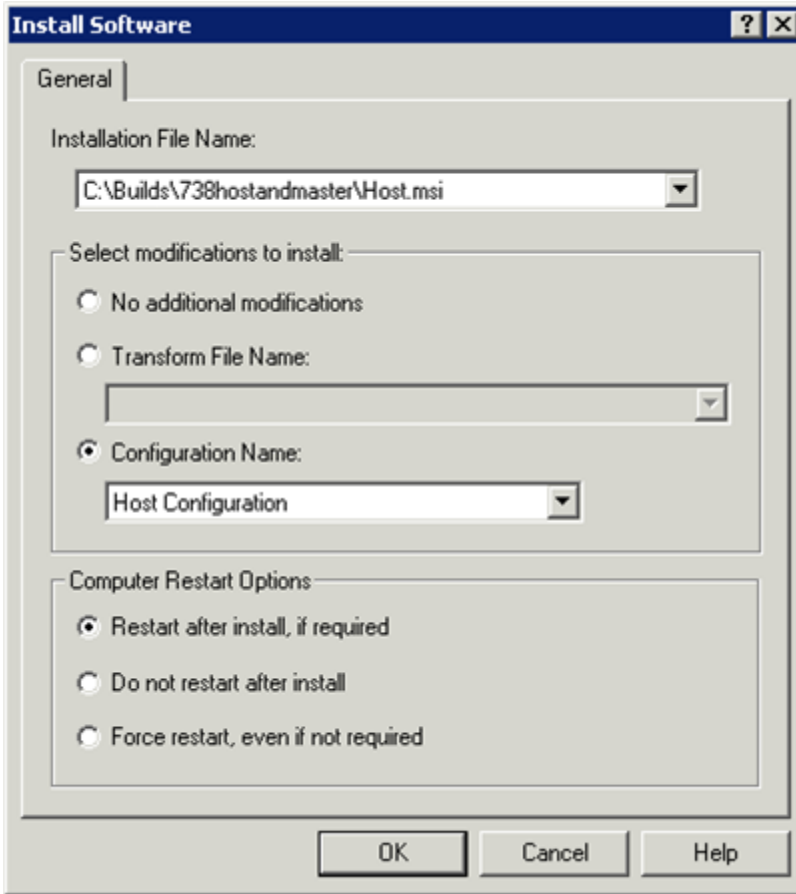 Install Software
General
Installation File Name:
C:\Builds\738hostandmaster\Host.msi
Select modifications to install:
No additional modifications
Transform File Name:
Configuration Name:
Host Configuration
Computer Restart Options
Restart after install, if required
Do not restart after install
Force restart, even if not required
OK Cancel Help